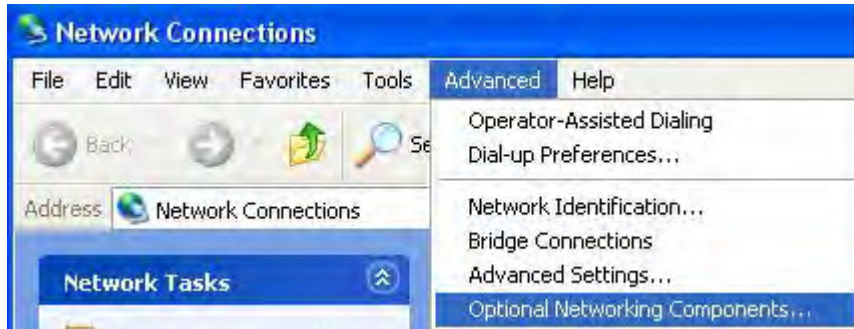 Network Connections
File Edit View Favorites Tools Advanced Help
Operator-Assisted Dialing
Back Se
Dial-up Preferences...
Address Network Connections
Network Identification...
Bridge Connections
Network Tasks
Advanced Settings...
Optional Networking Components...